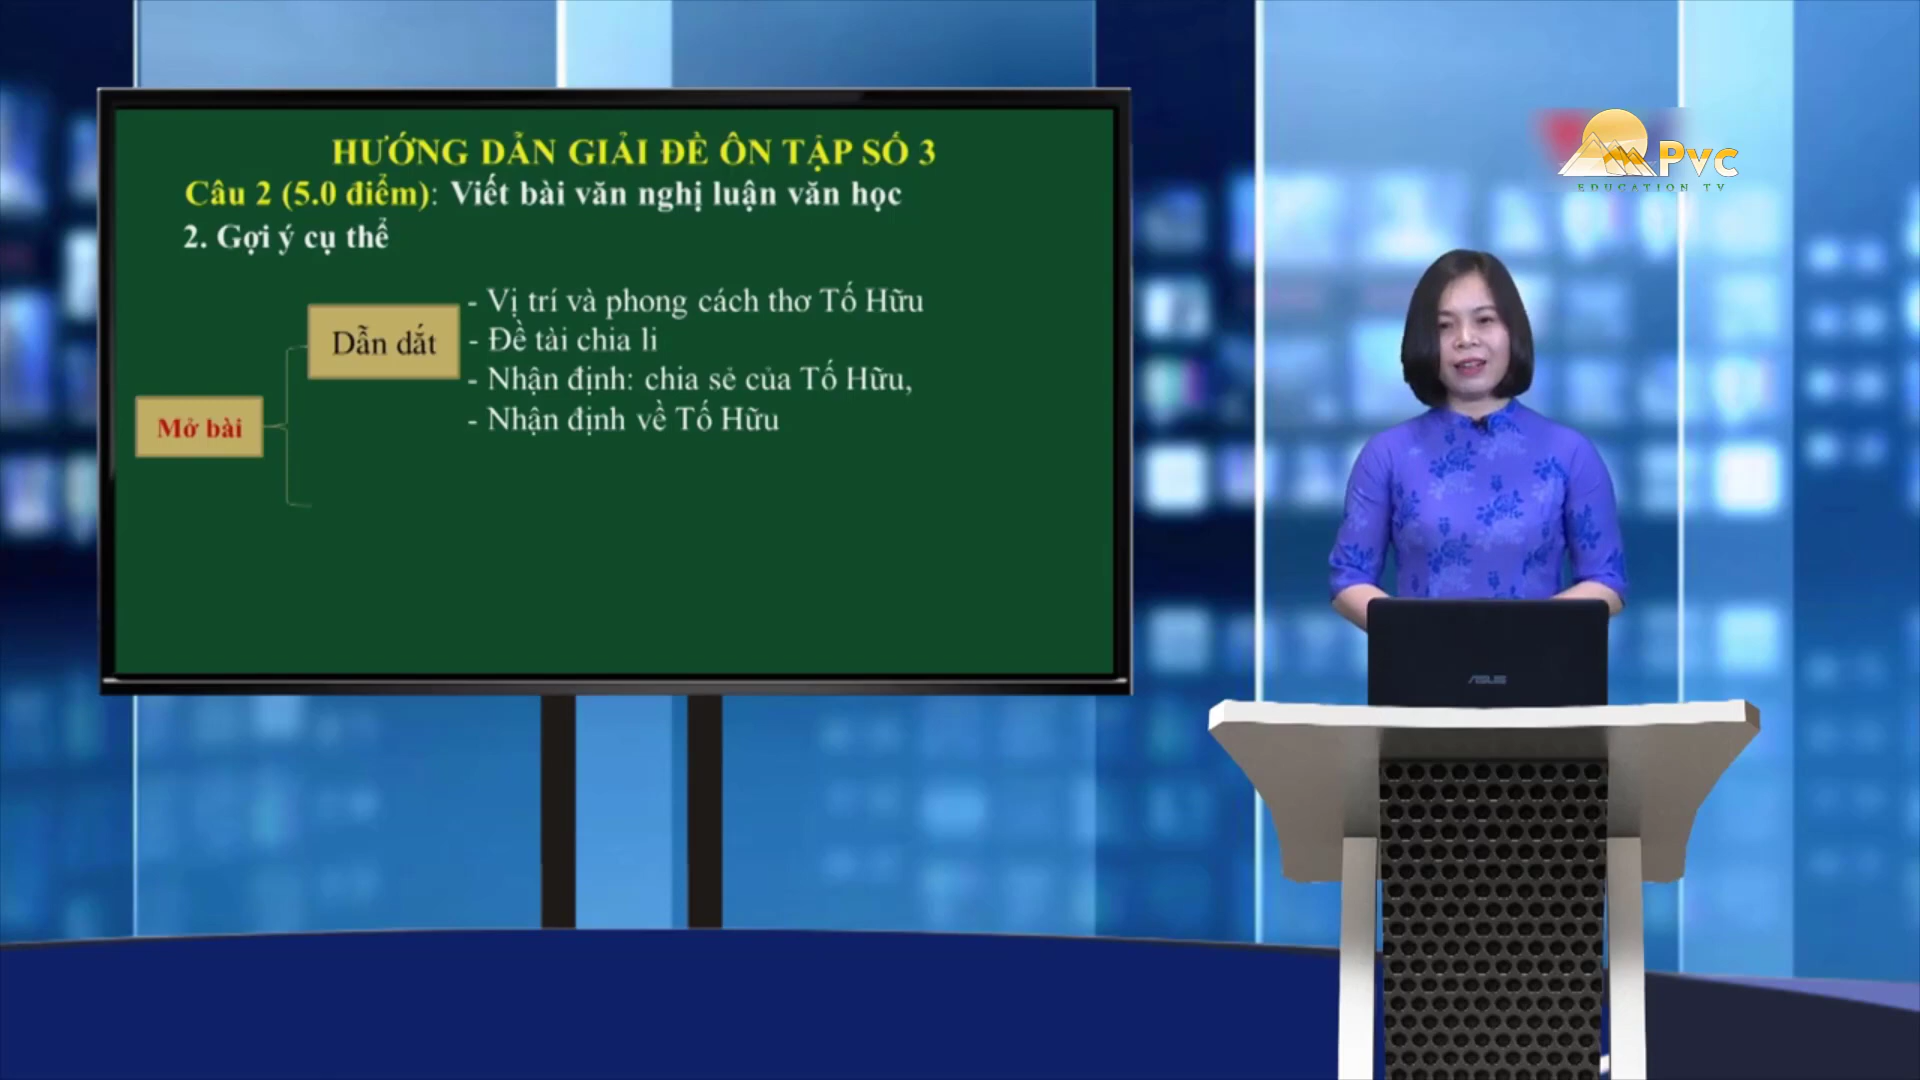 HƯỚNG DẪN GIẢI ĐỀ ÔN TẬP SỐ 3
Câu 2 (5.0 điểm): Viết bài văn nghị luận văn học
2. Gợi ý cụ thể
- Vị trí và phong cách thơ Tố Hữu
Dẫn dắt
- Đề tài chia li
- Nhận định: chia sẻ của Tố Hữu,
- Nhận định về Tố Hữu
Mở bài
Pvc
EDUCATION TV
ASUS